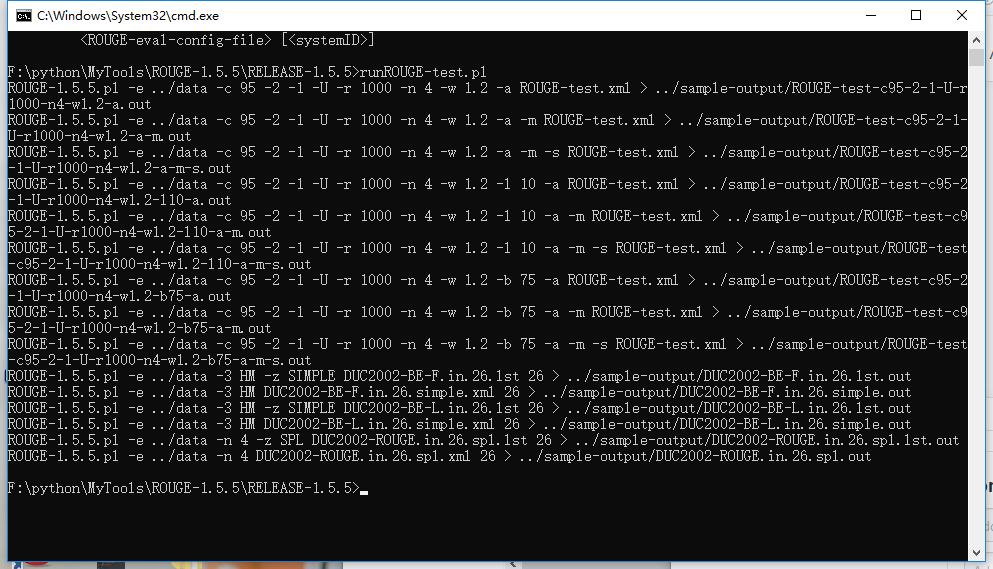 C:\Windows\System32\cmd.exe
<ROUGE-eval-config-file> [<systemID>]
F:\python\MyTools\ROUGE-1.5.5\RELEASE-1.5.5>runROUGE-test.pl
ROUGE-1.5.5.pl -e ../data -c 95 -2 -1 -U -r 1000 -n 4 -w 1.2 -a ROUGE-test.xml > ../sample-output/ROUGE-test-c95-2-1-U-r
1000-n4-w1.2-a.out
ROUGE-1.5.5.pl -e ../data -c 95 -2 -1 -U -r 1000 -n 4 -w 1.2 -a -m ROUGE-test.xml > ../sample-output/ROUGE-test-c95-2-1-
U-r1000-n4-w1.2-a-m.out
ROUGE-1.5.5.pl -e ../data -c 95 -2 -1 -U -r 1000 -n 4 -w 1.2 -a -m -s ROUGE-test.xml > ../sample-output/ROUGE-test-c95-2
-1-U-r1000-n4-w1.2-a-m-s.out
ROUGE-1.5.5.pl -e ../data -c 95 -2 -1 -U -r 1000 -n 4 -w 1.2 -l 10 -a ROUGE-test.xml > ../sample-output/ROUGE-test-c95-2
-1-U-r1000-n4-w1.2-l10-a.out
ROUGE-1.5.5.pl -e ../data -c 95 -2 -1 -U -r 1000 -n 4 -w 1.2 -l 10 -a -m ROUGE-test.xml > ../sample-output/ROUGE-test-c9
5-2-1-U-r1000-n4-w1.2-l10-a-m.out
ROUGE-1.5.5.pl -e ../data -c 95 -2 -1 -U -r 1000 -n 4 -w 1.2 -l 10 -a -m -s ROUGE-test.xml > ../sample-output/ROUGE-test
-c95-2-1-U-r1000-n4-w1.2-l10-a-m-s.out
ROUGE-1.5.5.pl -e ../data -c 95 -2 -1 -U -r 1000 -n 4 -w 1.2 -b 75 -a ROUGE-test.xml > ../sample-output/ROUGE-test-c95-2
-1-U-r1000-n4-w1.2-b75-a.out
ROUGE-1.5.5.pl -e ../data -c 95 -2 -1 -U -r 1000 -n 4 -w 1.2 -b 75 -a -m ROUGE-test.xml > ../sample-output/ROUGE-test-c9
5-2-1-U-r1000-n4-w1.2-b75-a-m.out
ROUGE-1.5.5.pl -e ../data -c 95 -2 -1 -U -r 1000 -n 4 -w 1.2 -b 75 -a -m -s ROUGE-test.xml > ../sample-output/ROUGE-test
-c95-2-1-U-r1000-n4-w1.2-b75-a-m-s.out
ROUGE-1.5.5.pl -e ../data -3 HM -z SIMPLE DUC2002-BE-F.in.26.lst 26 > ../sample-output/DUC2002-BE-F.in.26.lst.out
ROUGE-1.5.5.pl -e ../data -3 HM DUC2002-BE-F.in.26.simple.xml 26 > ../sample-output/DUC2002-BE-F.in.26.simple.out
ROUGE-1.5.5.pl -e ../data -3 HM -z SIMPLE DUC2002-BE-L.in.26.lst 26 > ../sample-output/DUC2002-BE-L.in.26.lst.out
ROUGE-1.5.5.pl -e ../data -3 HM DUC2002-BE-L.in.26.simple.xml 26 > ../sample-output/DUC2002-BE-L.in.26.simple.out
ROUGE-1.5.5.pl -e ../data -n 4 -z SPL DUC2002-ROUGE.in.26.spl.lst 26 > ../sample-output/DUC2002-ROUGE.in.26.spl.lst.out
ROUGE-1.5.5.pl -e ../data -n 4 DUC2002-ROUGE.in.26.spl.xml 26 > ../sample-output/DUC2002-ROUGE.in.26.spl.out
F:\python\MyTools\ROUGE-1.5.5\RELEASE-1.5.5>